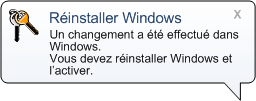 Réinstaller Windows
X
Un changement a été effectué dans
Windows.
Vous devez réinstaller Windows et
l'activer.